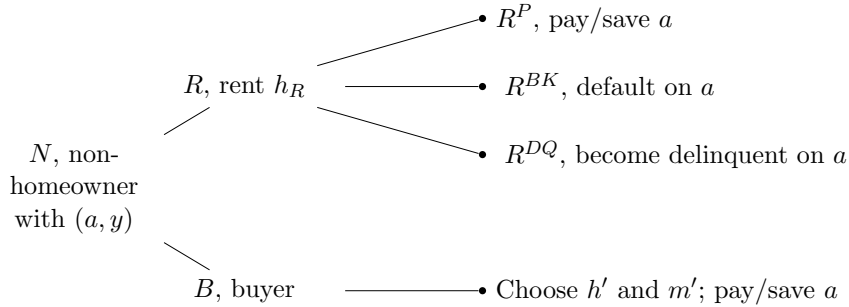 R^P, pay/save a
R, rent h_R
R^{BK}, default on a
R^{DQ}, become delinquent on a
N, non-
homeowner
with (a, y)
B, buyer
Choose h′ and m′; pay/save a